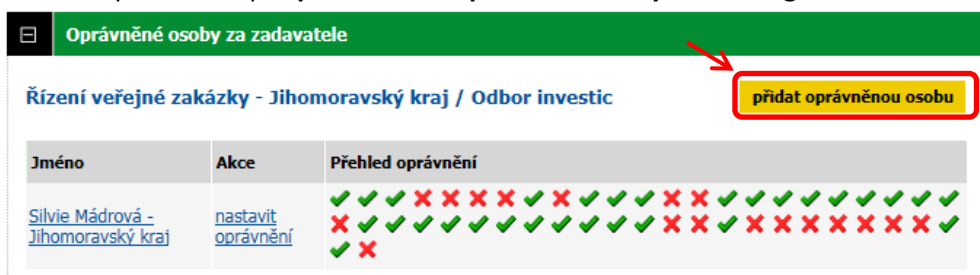 Oprávněné osoby za zadavatele
Řízení veřejné zakázky - Jihomoravský kraj / Odbor investic
přidat oprávněnou osobu
Jméno Akce Přehled oprávnění
Silvie Mádrová - nastavit
Jihomoravský kraj oprávnění